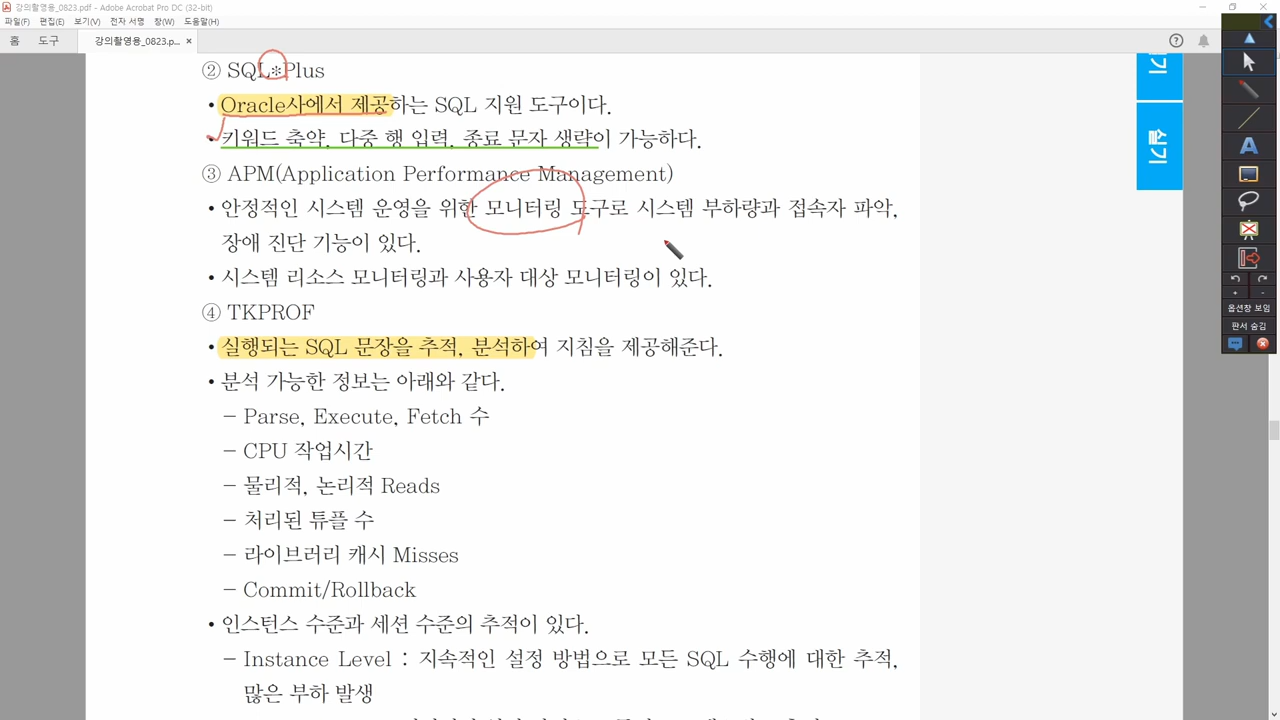 강의촬영용_0823.pdf - Adobe Acrobat Pro DC (32-bit)
파일(F) 편집(E) 보기(V) 전자 서명 창(W) 도움말(H)
홈 도구 강의촬영용_0823.p... ×
② SQL*Plus
• Oracle사에서 제공하는 SQL 지원 도구이다.
• 키워드 축약, 다중 행 입력, 종료 문자 생략이 가능하다.
③ APM(Application Performance Management)
• 안정적인 시스템 운영을 위한 모니터링 도구로 시스템 부하량과 접속자 파악,
장애 진단 기능이 있다.
• 시스템 리소스 모니터링과 사용자 대상 모니터링이 있다.
④ TKPROF
• 실행되는 SQL 문장을 추적, 분석하여 지침을 제공해준다.
• 분석 가능한 정보는 아래와 같다.
– Parse, Execute, Fetch 수
– CPU 작업시간
– 물리적, 논리적 Reads
– 처리된 튜플 수
– 라이브러리 캐시 Misses
– Commit/Rollback
• 인스턴스 수준과 세션 수준의 추적이 있다.
– Instance Level : 지속적인 설정 방법으로 모든 SQL 수행에 대한 추적,
많은 부하 발생
실기
옵션창 보임
판서 숨김